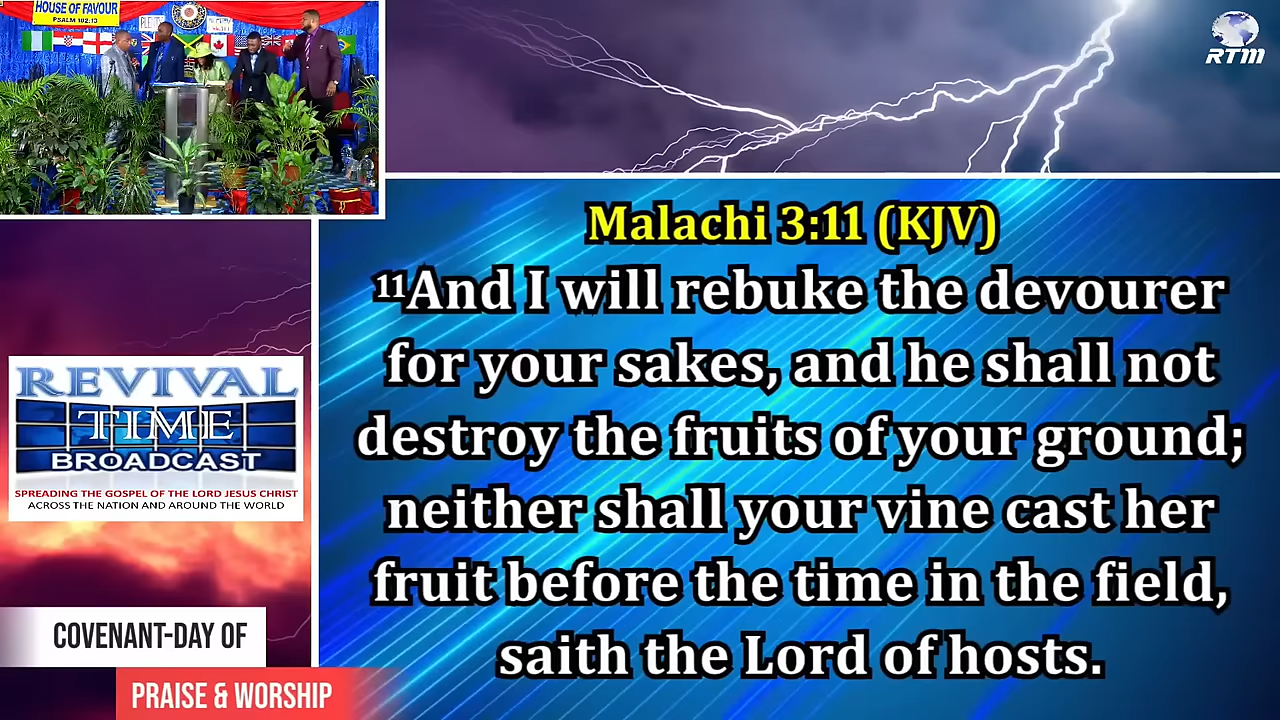 HOUSE OF FAVOUR
PSALM 102:13
RTM
Malachi 3:11 (KJV)
11And I will rebuke the devourer
for your sakes, and he shall not
destroy the fruits of your ground;
neither shall your vine cast her
fruit before the time in the field,
saith the Lord of hosts.
REVIVAL
TIME
BROADCAST
SPREADING THE GOSPEL OF THE LORD JESUS CHRIST
ACROSS THE NATION AND AROUND THE WORLD
COVENANT-DAY OF
PRAISE & WORSHIP